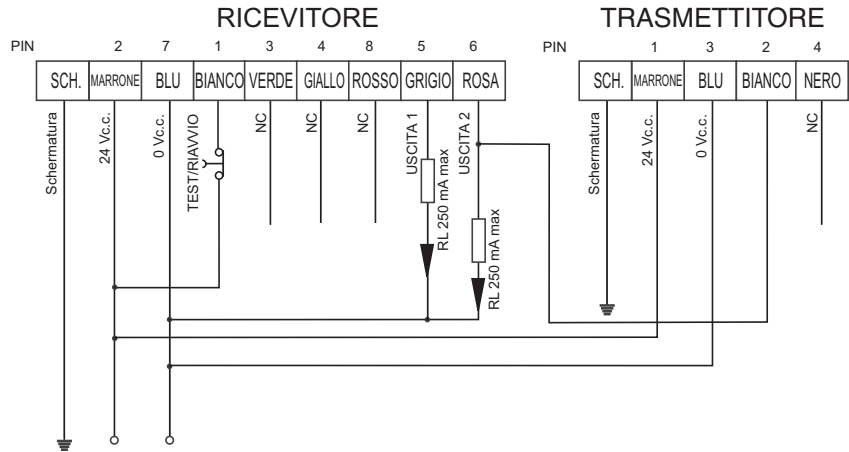 RICEVITORE
TRASMETTITORE
PIN 2 7 1 3 4 8 5 6
PIN 1 3 2 4
SCH. MARRONE BLU BIANCO VERDE GIALLO ROSSO GRIGIO ROSA
SCH. MARRONE BLU BIANCO NERO
Schermatura
24 Vc.c.
0 Vc.c.
TEST/RIAVVIO
NC
NC
NC
USCITA 1
RL 250 mA max
USCITA 2
RL 250 mA max
Schermatura
24 Vc.c.
0 Vc.c.
NC